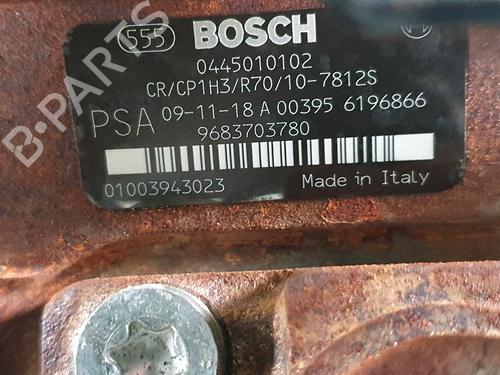 555 BOSCH
0445010102
CR/CP1H3/R70/10-7812S
PSA 09-11-18 A 00395 6196866
9683703780
01003943023 Made in Italy
B-PARTS